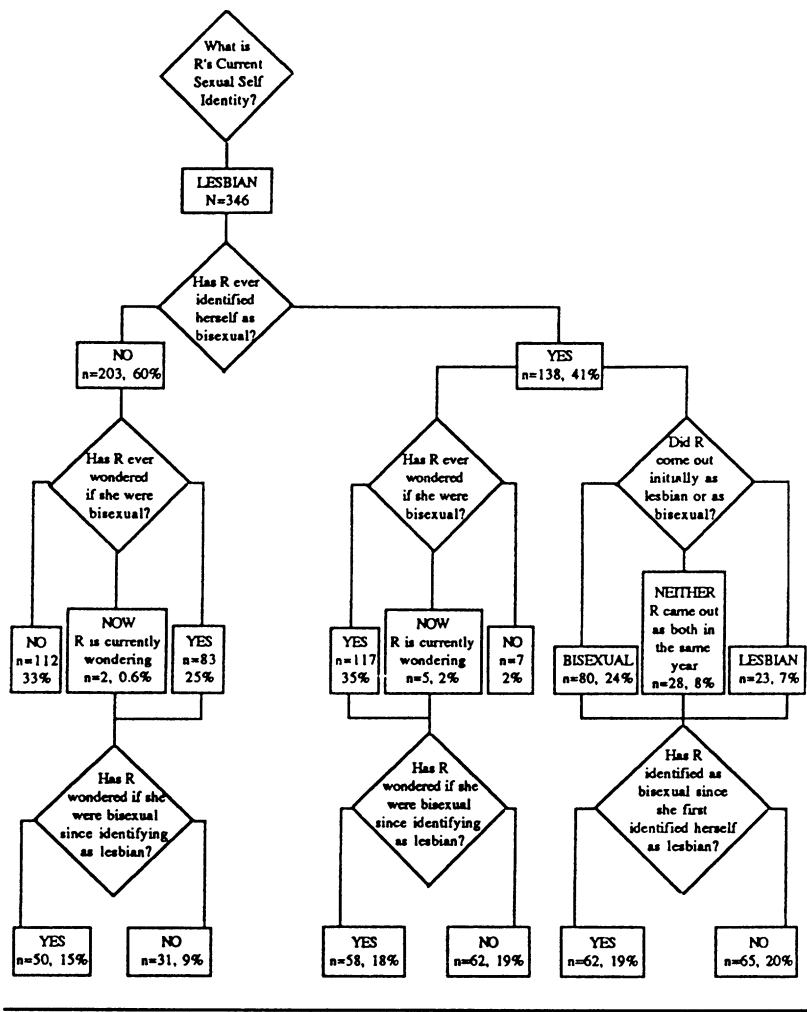 What is
R's Current
Sexual Self
Identity?
LESBIAN
N=346
Has R ever
identified
herself as
bisexual?
NO
n=203, 60%
YES
n=138, 41%
Has R ever
wondered
if she were
bisexual?
Has R ever
wondered
if she were
bisexual?
Did R
come out
initially as
lesbian or as
bisexual?
NO
n=112
33%
NOW
R is currently
wondering
n=2, 0.6%
YES
n=83
25%
YES
n=117
35%
NOW
R is currently
wondering
n=5, 2%
NO
n=7
2%
BISEXUAL
n=80, 24%
NEITHER
R came out
as both in
the same
year
n=28, 8%
LESBIAN
n=23, 7%
Has R
wondered if she
were bisexual
since identifying
as lesbian?
Has R
wondered if she
were bisexual
since identifying
as lesbian?
Has R
identified as
bisexual since
she first
identified herself
as lesbian?
YES
n=50, 15%
NO
n=31, 9%
YES
n=58, 18%
NO
n=62, 19%
YES
n=62, 19%
NO
n=65, 20%